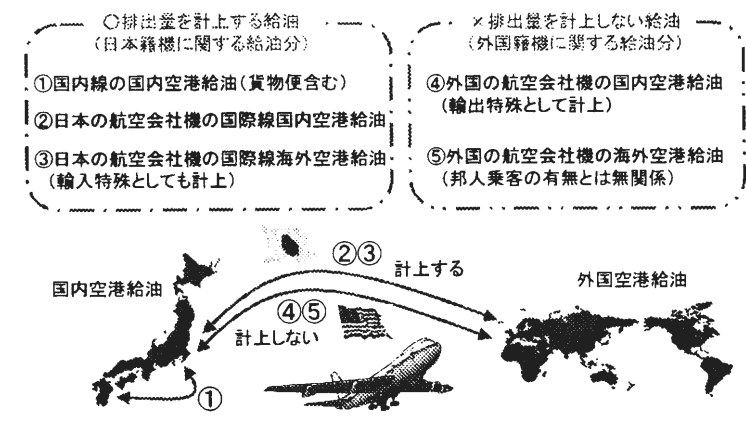 ○排出量を計上する給油
(日本籍機に関する給油分)
①国内線の国内空港給油(貨物便含む)
②日本の航空会社機の国際線国内空港給油
③日本の航空会社機の国際線海外空港給油
(輸入特殊としても計上)
×排出量を計上しない給油
(外国籍機に関する給油分)
④外国の航空会社機の国内空港給油
(輸出特殊として計上)
⑤外国の航空会社機の海外空港給油
(邦人乗客の有無とは無関係)
②③
計上する
国内空港給油
外国空港給油
④⑤
計上しない
①